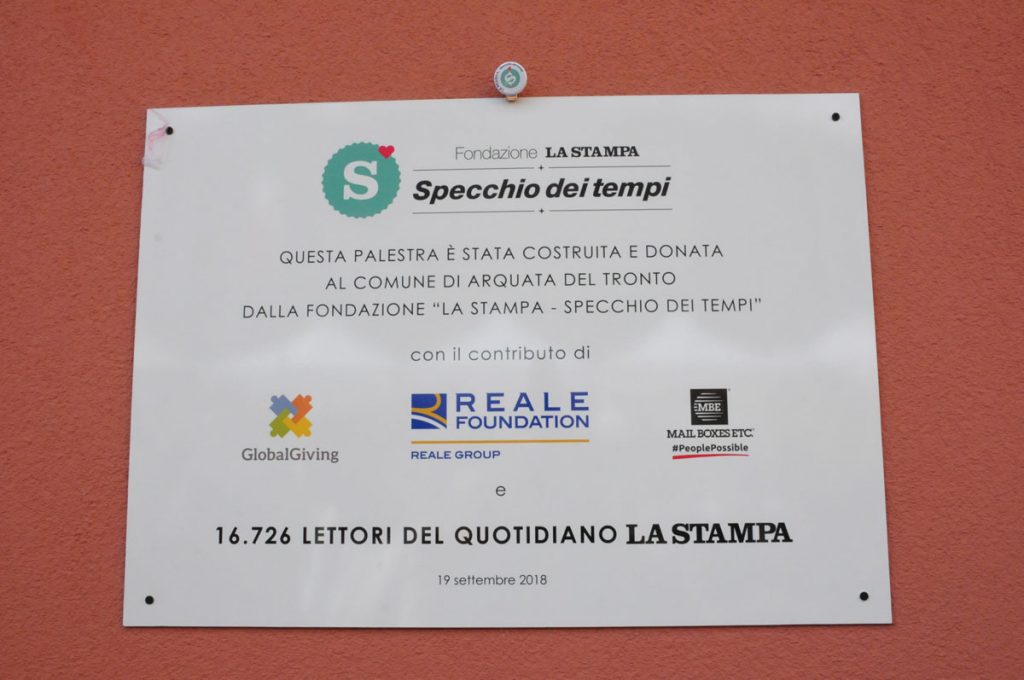 S
Fondazione LA STAMPA
Specchio dei tempi
QUESTA PALESTRA È STATA COSTRUITA E DONATA
AL COMUNE DI ARQUATA DEL TRONTO
DALLA FONDAZIONE “LA STAMPA - SPECCHIO DEI TEMPI”
con il contributo di
GlobalGiving
REALE
FOUNDATION
REALE GROUP
MBE
MAIL BOXES ETC.
#PeoplePossible
e
16.726 LETTORI DEL QUOTIDIANO LA STAMPA
19 settembre 2018